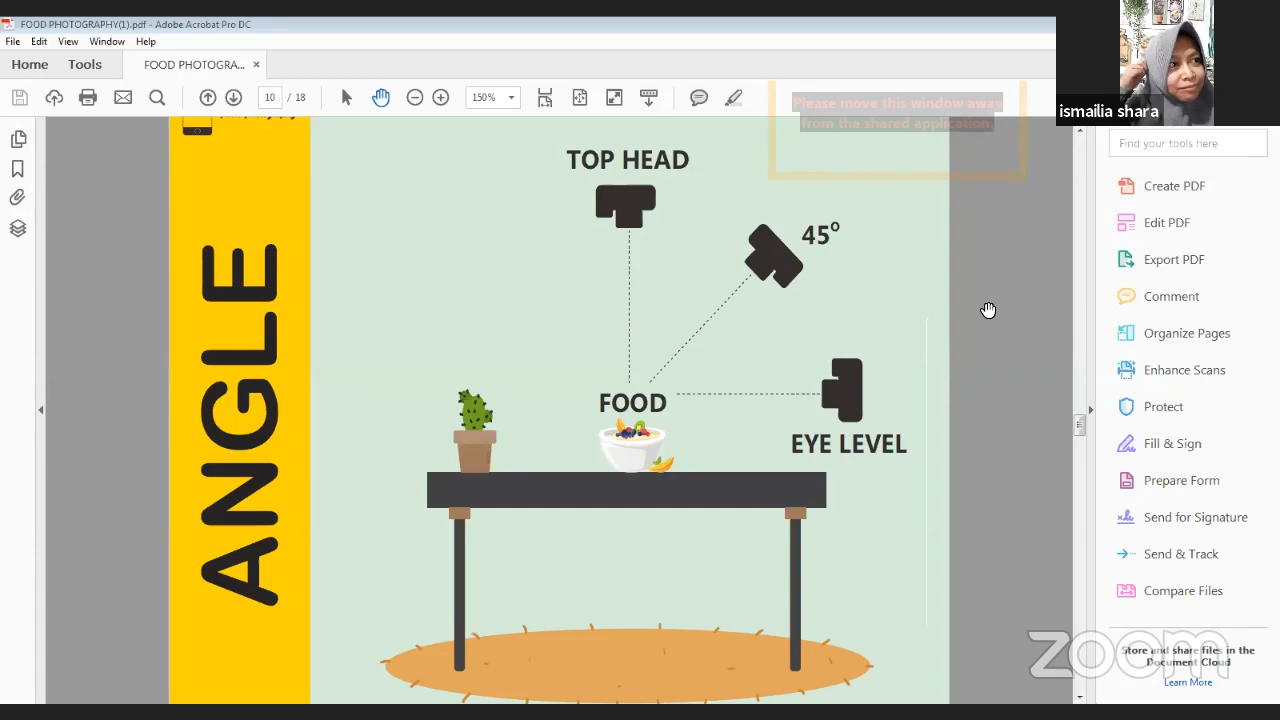 FOOD PHOTOGRAPHY(1).pdf - Adobe Acrobat Pro DC
File Edit View Window Help
Home Tools FOOD PHOTOGRA... ×
10 / 18 150%
Please move this window away
from the shared application.
ismailia shara
ANGLE
TOP HEAD
45°
FOOD
EYE LEVEL
Find your tools here
Create PDF
Edit PDF
Export PDF
Comment
Organize Pages
Enhance Scans
Protect
Fill & Sign
Prepare Form
Send for Signature
Send & Track
Compare Files
Store and share files in the
Document Cloud
Learn More
zoom